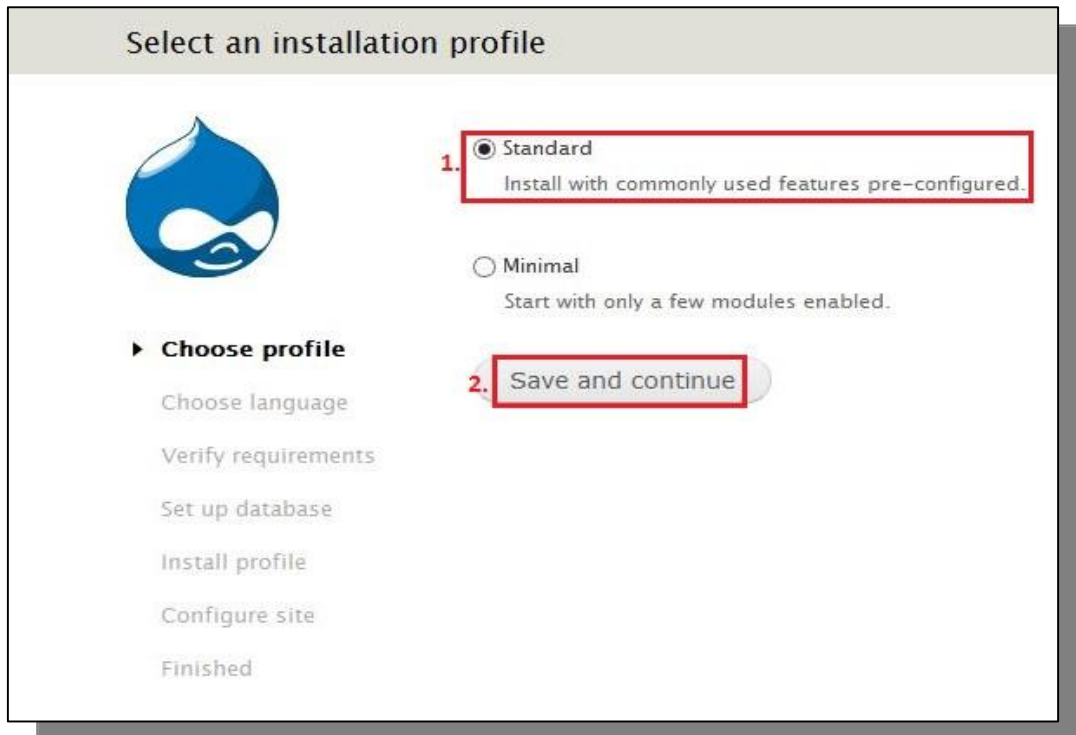 Select an installation profile
1.
Standard
Install with commonly used features pre-configured.
Minimal
Start with only a few modules enabled.
2.
Save and continue
Choose profile
Choose language
Verify requirements
Set up database
Install profile
Configure site
Finished